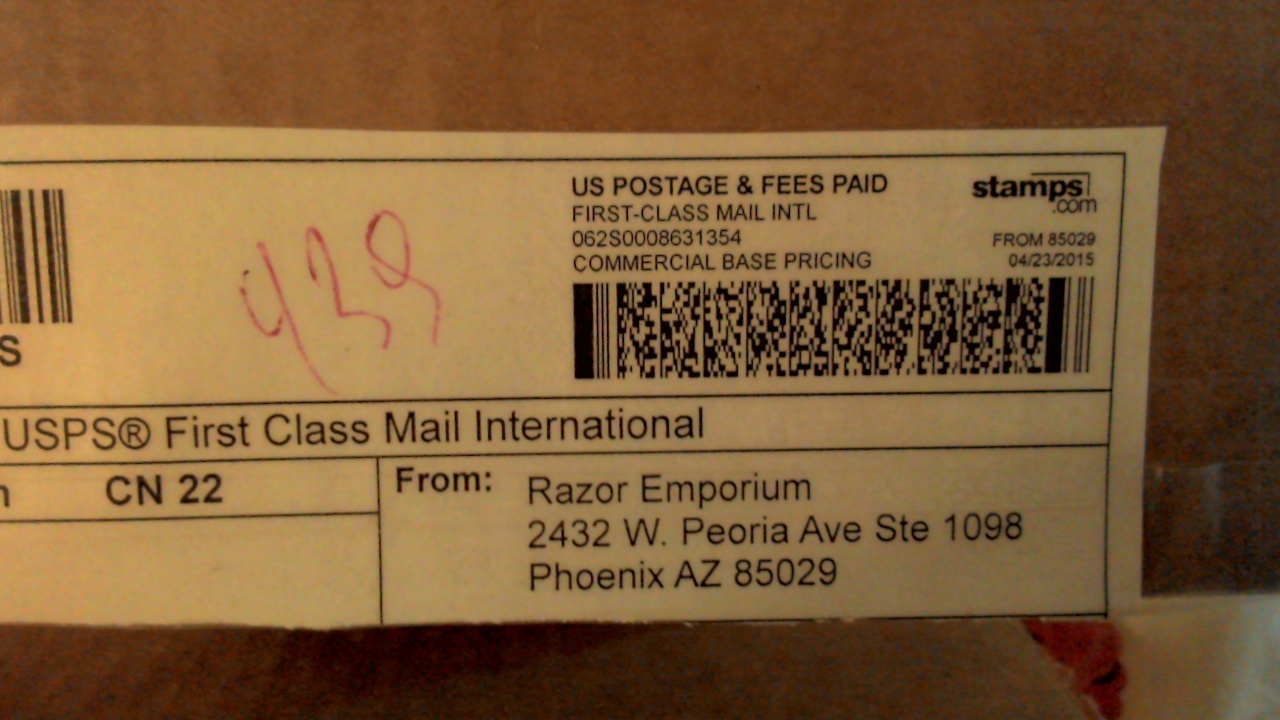 US POSTAGE & FEES PAID
FIRST-CLASS MAIL INTL
062S0008631354
COMMERCIAL BASE PRICING
stamps
.com
FROM 85029
04/23/2015
S
USPS® First Class Mail International
CN 22
From:
Razor Emporium
2432 W. Peoria Ave Ste 1098
Phoenix AZ 85029